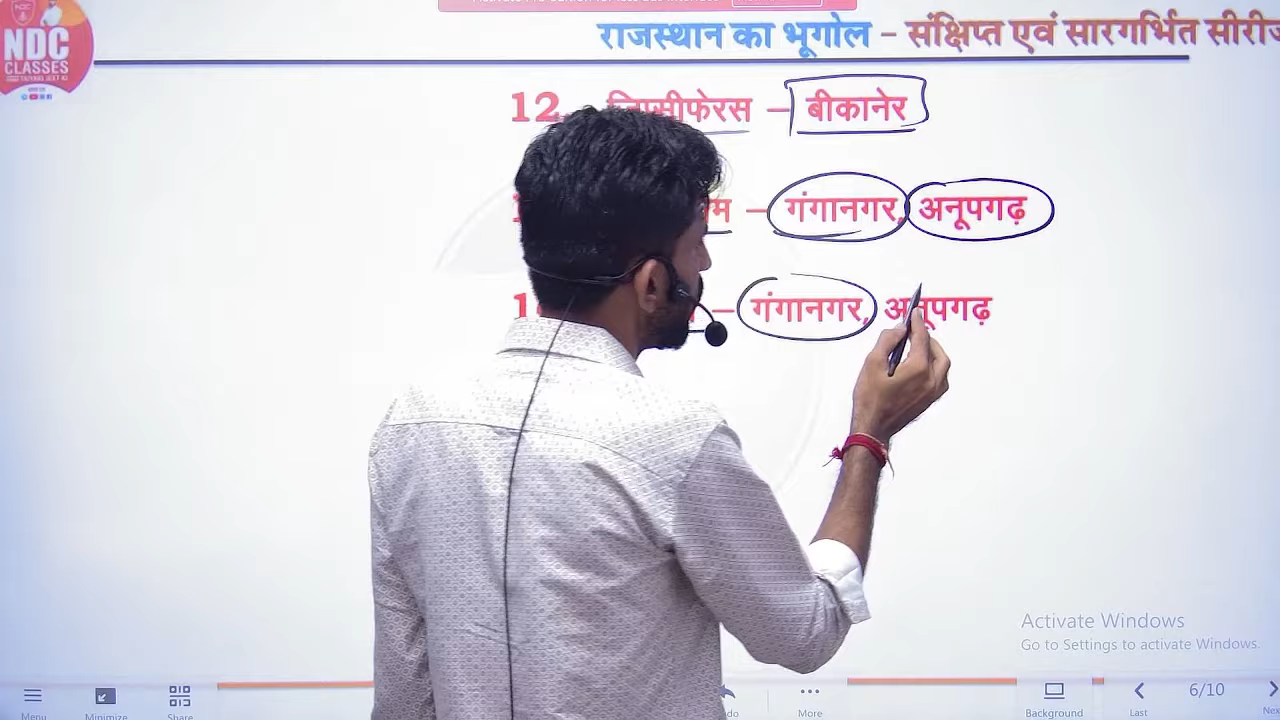 NDC
CLASSES
राजस्थान का भूगोल – संक्षिप्त एवं सारगर्भित सीरीज
12. – बीकानेर
– गंगानगर, अनूपगढ़
– गंगानगर, अनूपगढ़
Activate Windows
Go to Settings to activate Windows.
Menu
Minimize
Share
More
Background
Last
6/10